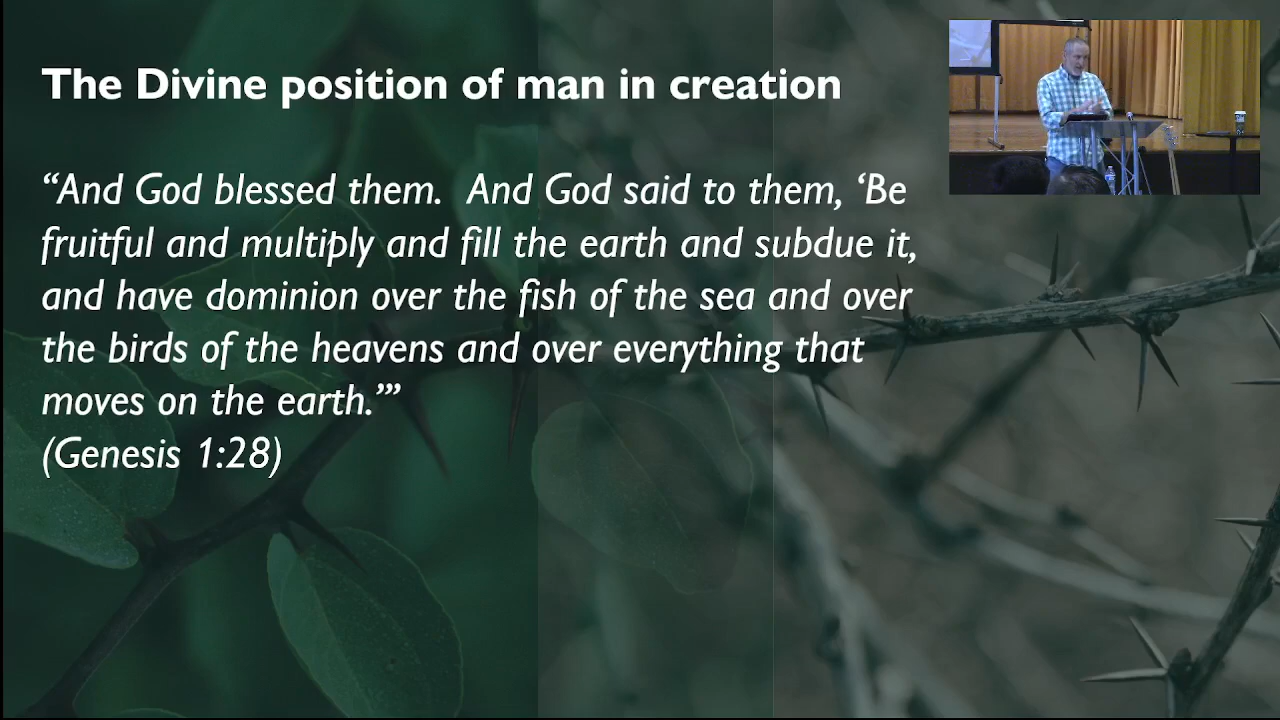 The Divine position of man in creation
“And God blessed them.  And God said to them, ‘Be
fruitful and multiply and fill the earth and subdue it,
and have dominion over the fish of the sea and over
the birds of the heavens and over everything that
moves on the earth.’”
(Genesis 1:28)